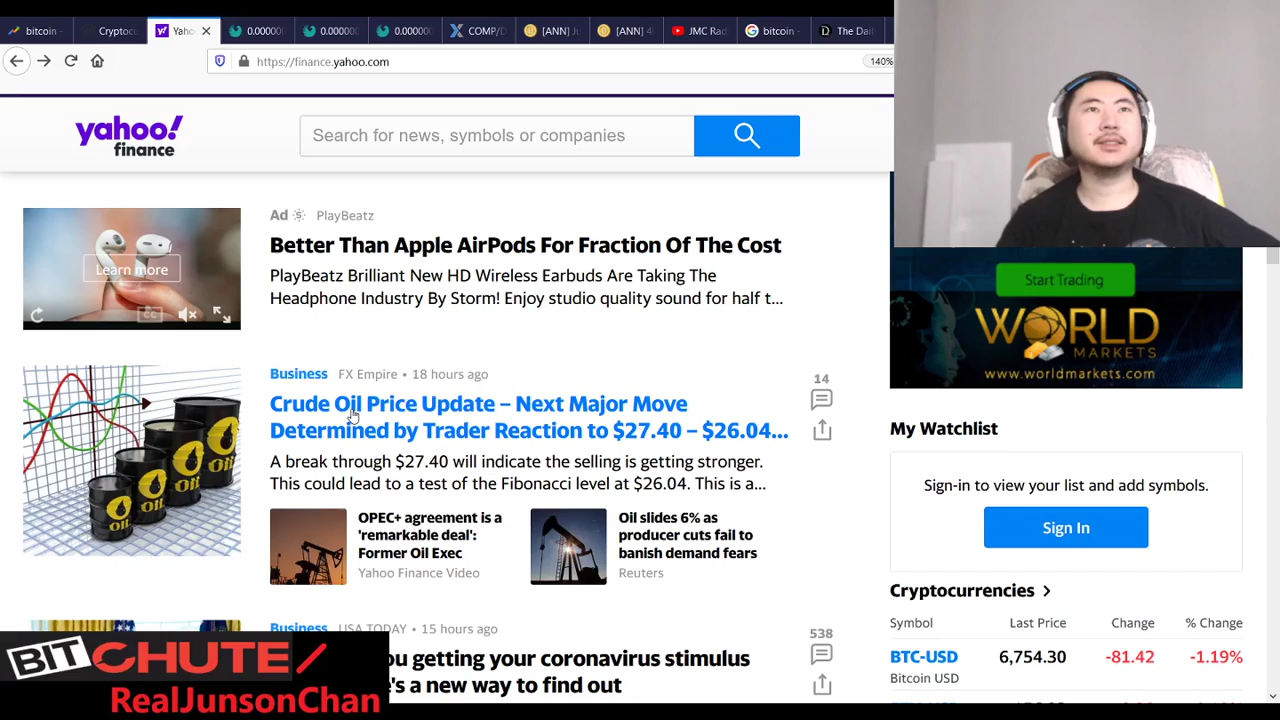 bitcoin
Cryptoc
Yaho
0.00000
0.000000
0.00000
COMP/D
[ANN] J
[ANN] 4
JMC Rad
bitcoin -
The Dail
https://finance.yahoo.com
140%
yahoo!
finance
Search for news, symbols or companies
Ad
PlayBeatz
Better Than Apple AirPods For Fraction Of The Cost
PlayBeatz Brilliant New HD Wireless Earbuds Are Taking The
Headphone Industry By Storm! Enjoy studio quality sound for half t...
Learn more
CC
Business FX Empire • 18 hours ago
Crude Oil Price Update – Next Major Move
Determined by Trader Reaction to $27.40 – $26.04...
A break through $27.40 will indicate the selling is getting stronger.
This could lead to a test of the Fibonacci level at $26.04. This is a...
14
OIL
OIL
OIL
OIL
OPEC+ agreement is a
'remarkable deal':
Former Oil Exec
Yahoo Finance Video
Oil slides 6% as
producer cuts fail to
banish demand fears
Reuters
Business USA TODAY • 15 hours ago
ou getting your coronavirus stimulus
e's a new way to find out
538
Start Trading
WORLD
MARKETS
www.worldmarkets.com
My Watchlist
Sign-in to view your list and add symbols.
Sign In
Cryptocurrencies
Symbol Last Price Change % Change
BTC-USD 6,754.30 -81.42 -1.19%
Bitcoin USD
BITCHUTE
RealJunsonChan